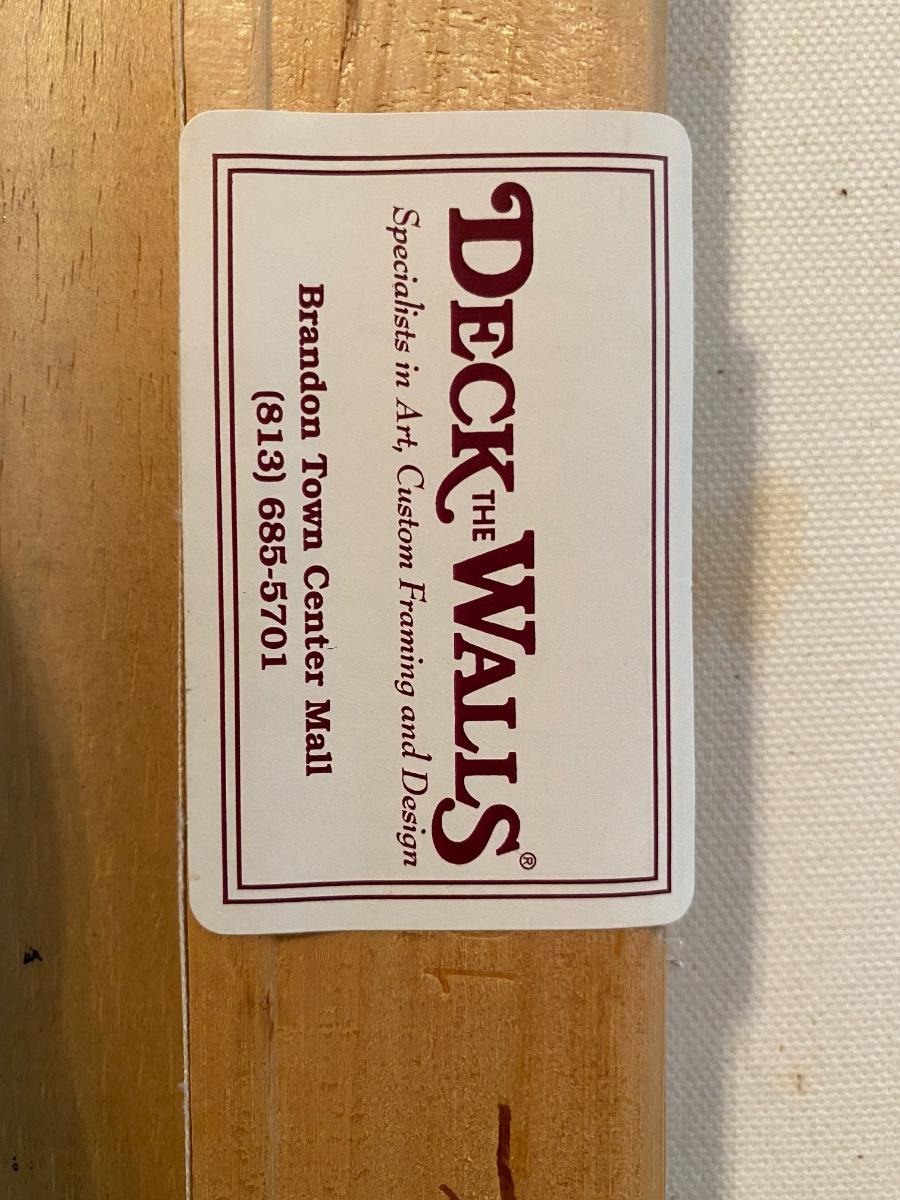 DECK THE WALLS®
Specialists in Art, Custom Framing and Design
Brandon Town Center Mall
(813) 685-5701